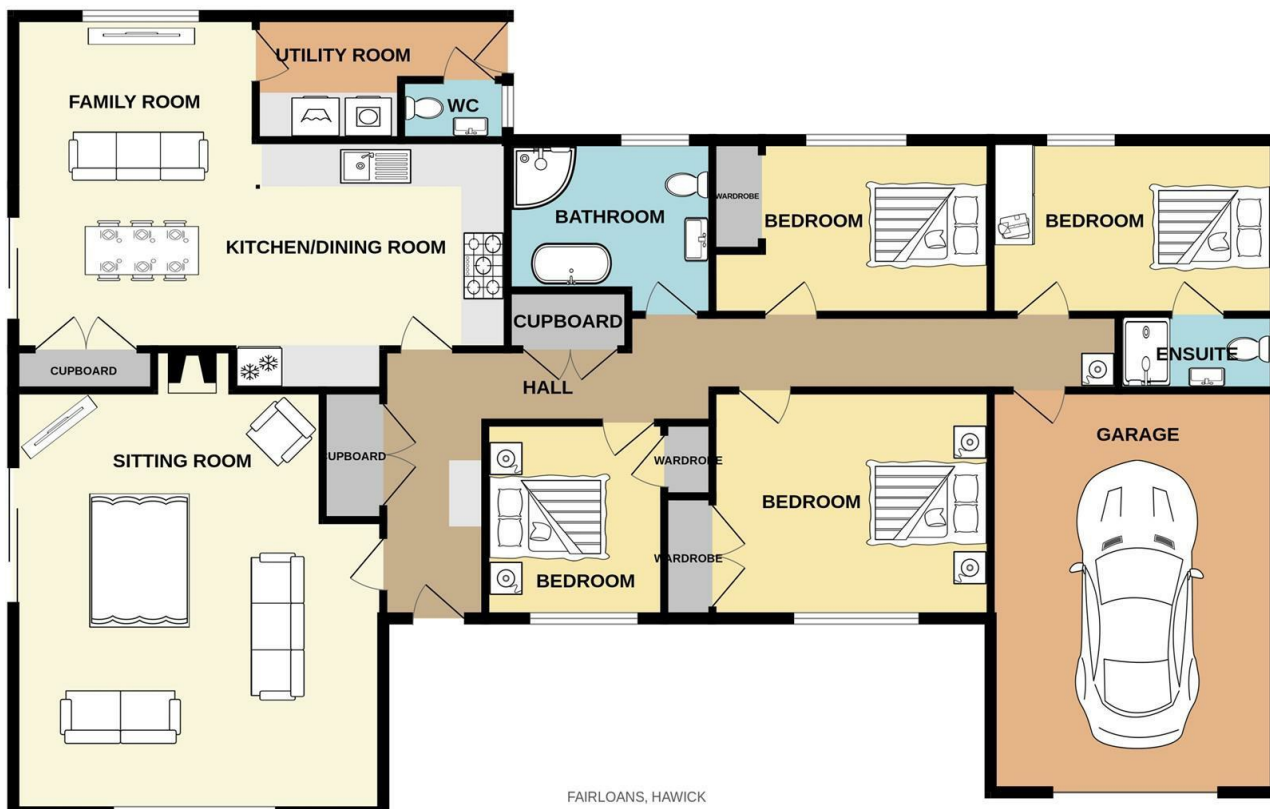 UTILITY ROOM
FAMILY ROOM
WC
KITCHEN/DINING ROOM
BATHROOM
WARDROBE
BEDROOM
BEDROOM
CUPBOARD
CUPBOARD
ENSUITE
HALL
SITTING ROOM
UPBOARD
WARDROBE
GARAGE
BEDROOM
WARDROBE
BEDROOM
FAIRLOANS, HAWICK